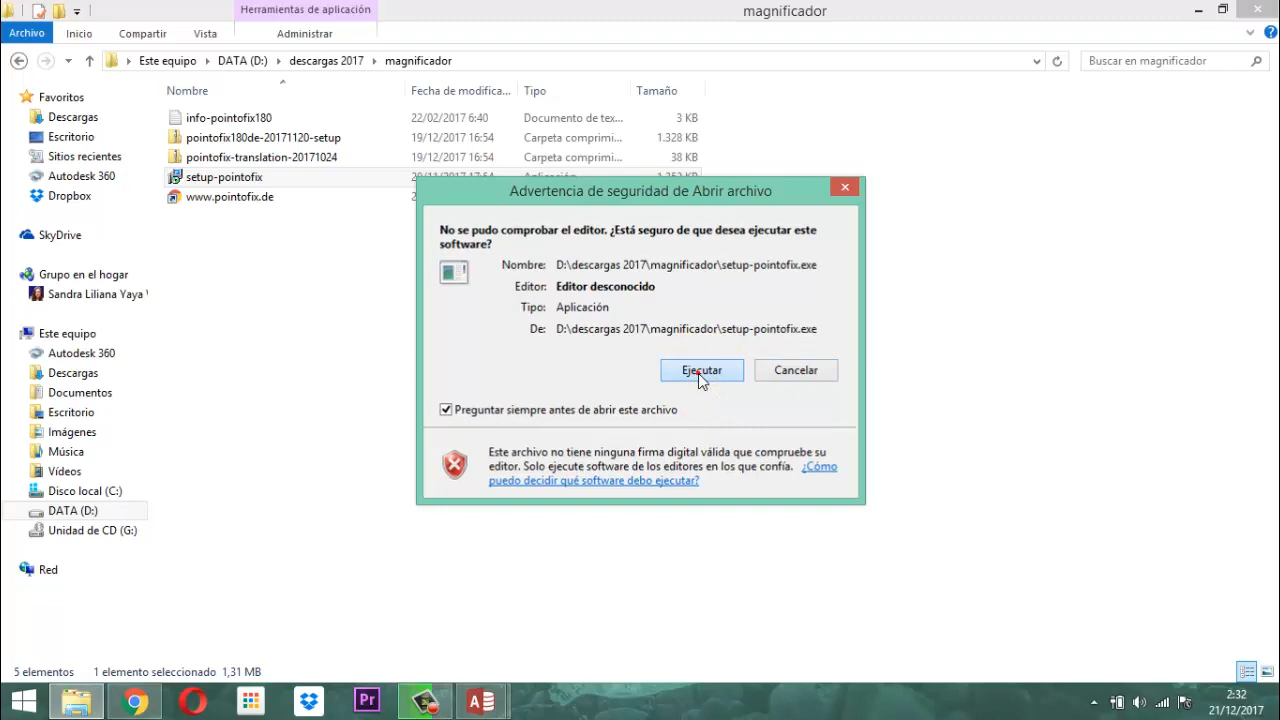 Herramientas de aplicación
magnificador
Archivo
Inicio
Compartir
Vista
Administrar
Este equipo
DATA (D:)
descargas 2017
magnificador
Buscar en magnificador
Nombre
Fecha de modifica...
Tipo
Tamaño
info-pointofix180
22/02/2017 6:40
Documento de tex...
3 KB
pointofix180de-20171120-setup
19/12/2017 16:54
Carpeta comprimi...
1.328 KB
pointofix-translation-20171024
19/12/2017 16:54
Carpeta comprimi...
38 KB
setup-pointofix
www.pointofix.de
Favoritos
Descargas
Escritorio
Sitios recientes
Autodesk 360
Dropbox
SkyDrive
Grupo en el hogar
Sandra Liliana Yaya
Este equipo
Autodesk 360
Descargas
Documentos
Escritorio
Imágenes
Música
Vídeos
Disco local (C:)
DATA (D:)
Unidad de CD (G:)
Red
Advertencia de seguridad de Abrir archivo
No se pudo comprobar el editor. ¿Está seguro de que desea ejecutar este
software?
Nombre: D:\descargas 2017\magnificador\setup-pointofix.exe
Editor: Editor desconocido
Tipo: Aplicación
De: D:\descargas 2017\magnificador\setup-pointofix.exe
Ejecutar
Cancelar
Preguntar siempre antes de abrir este archivo
Este archivo no tiene ninguna firma digital válida que compruebe su
editor. Solo ejecute software de los editores en los que confía. ¿Cómo
puedo decidir qué software debo ejecutar?
5 elementos
1 elemento seleccionado 1,31 MB
Pr
2:32
21/12/2017